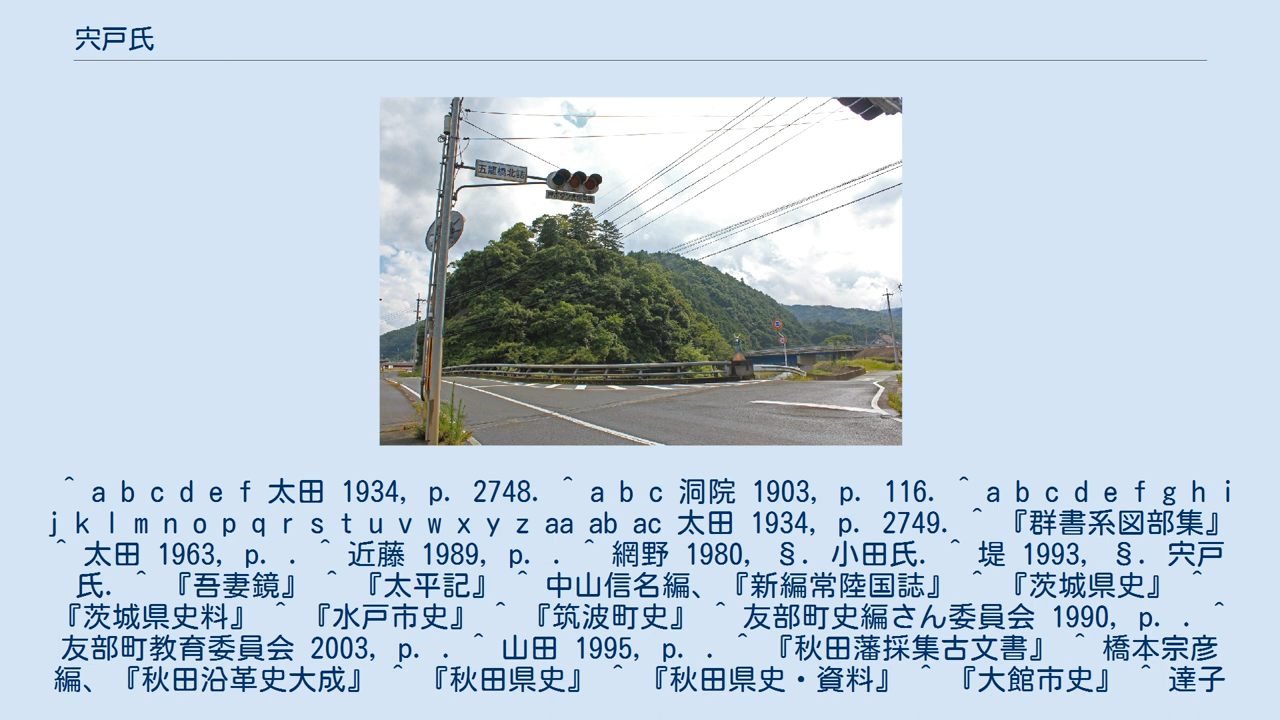 宍戸氏
五龍橋北詰
^ a b c d e f 太田 1934, p. 2748. ^ a b c 洞院 1903, p. 116. ^ a b c d e f g h i
j k l m n o p q r s t u v w x y z aa ab ac 太田 1934, p. 2749. ^ 『群書系図部集』
^ 太田 1963, p. . ^ 近藤 1989, p. . ^ 網野 1980, §. 小田氏. ^ 堤 1993, §. 宍戸
氏. ^ 『吾妻鏡』 ^ 『太平記』 ^ 中山信名編、『新編常陸国誌』 ^ 『茨城県史』 ^
『茨城県史料』 ^ 『水戸市史』 ^ 『筑波町史』 ^ 友部町史編さん委員会 1990, p. . ^
友部町教育委員会 2003, p. . ^ 山田 1995, p. . ^ 『秋田藩採集古文書』 ^ 橋本宗彦
編、『秋田沿革史大成』 ^ 『秋田県史』 ^ 『秋田県史・資料』 ^ 『大館市史』 ^ 達子